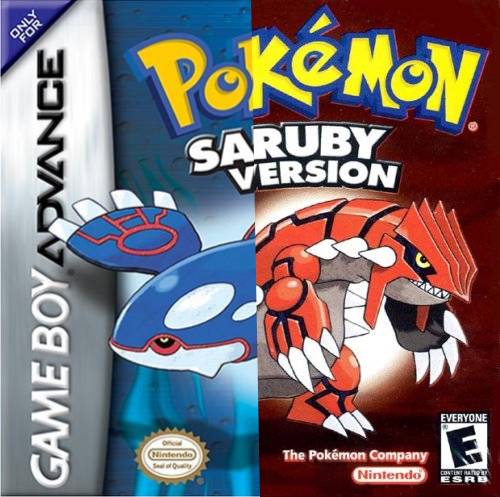 ONLY
FOR
GAME BOY ADVANCE
POKéMON
®
SARUBY
VERSION
Official
Nintendo
Seal of Quality
The Pokémon Company
Nintendo
EVERYONE
E
CONTENT RATED BY
ESRB